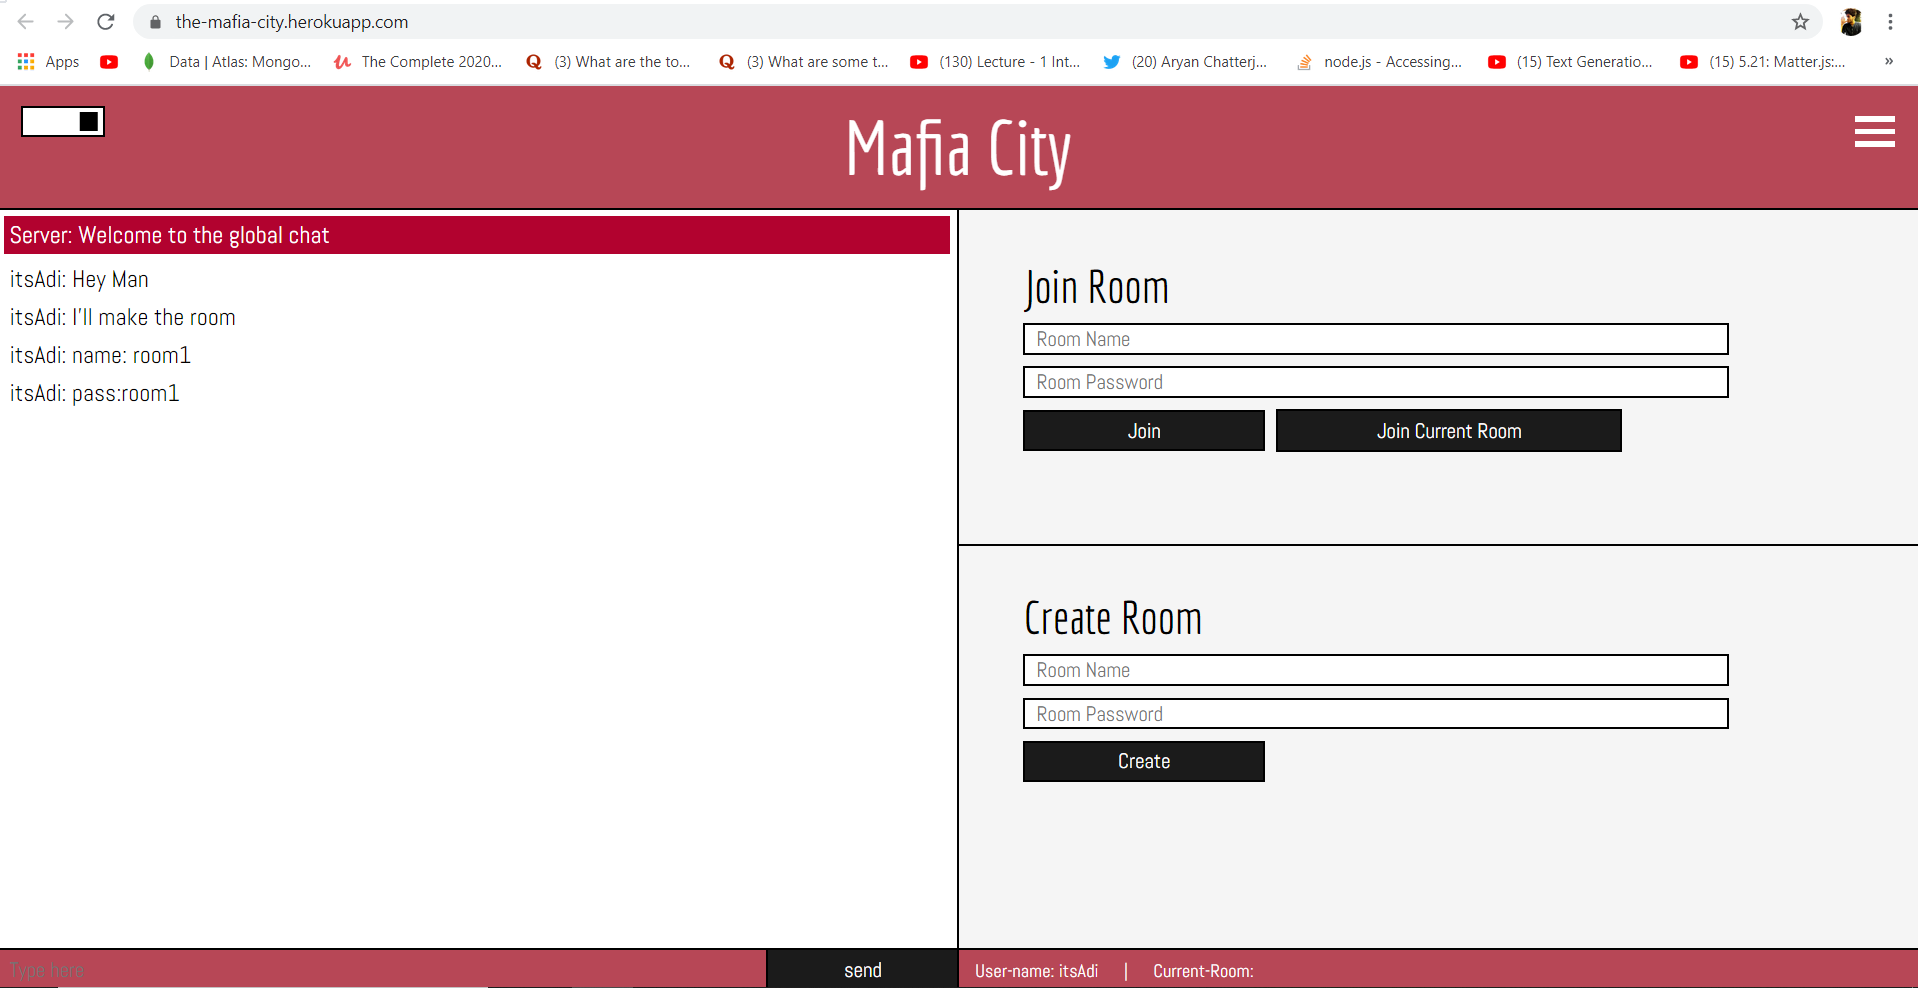 the-mafia-city.herokuapp.com
Apps
Data | Atlas: Mongo...
The Complete 2020...
(3) What are the to...
(3) What are some t...
(130) Lecture - 1 Int...
(20) Aryan Chatterj...
node.js - Accessing...
(15) Text Generatio...
(15) 5.21: Matter.js:...
»
Mafia City
Server: Welcome to the global chat
itsAdi: Hey Man
itsAdi: I'll make the room
itsAdi: name: room1
itsAdi: pass:room1
Join Room
Room Name
Room Password
Join
Join Current Room
Create Room
Room Name
Room Password
Create
Type here
send
User-name: itsAdi | Current-Room: